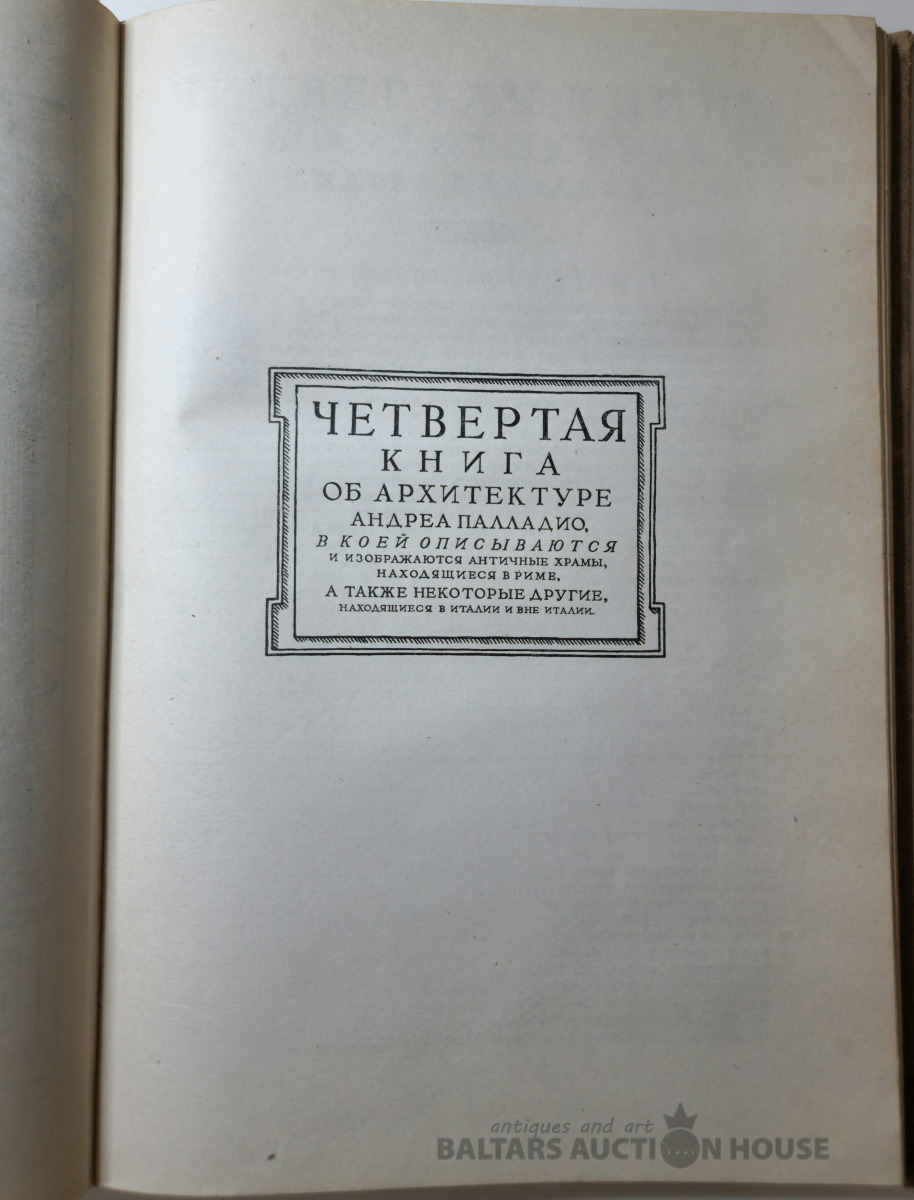 ЧЕТВЕРТАЯ
КНИГА
ОБ АРХИТЕКТУРЕ
АНДРЕА ПАЛЛАДИО,
В КОЕЙ ОПИСЫВАЮТСЯ
И ИЗОБРАЖАЮТСЯ АНТИЧНЫЕ ХРАМЫ,
НАХОДЯЩИЕСЯ В РИМЕ,
А ТАКЖЕ НЕКОТОРЫЕ ДРУГИЕ,
НАХОДЯЩИЕСЯ В ИТАЛИИ И ВНЕ ИТАЛИИ.
antiques and art
BALTARS AUCTION HOUSE